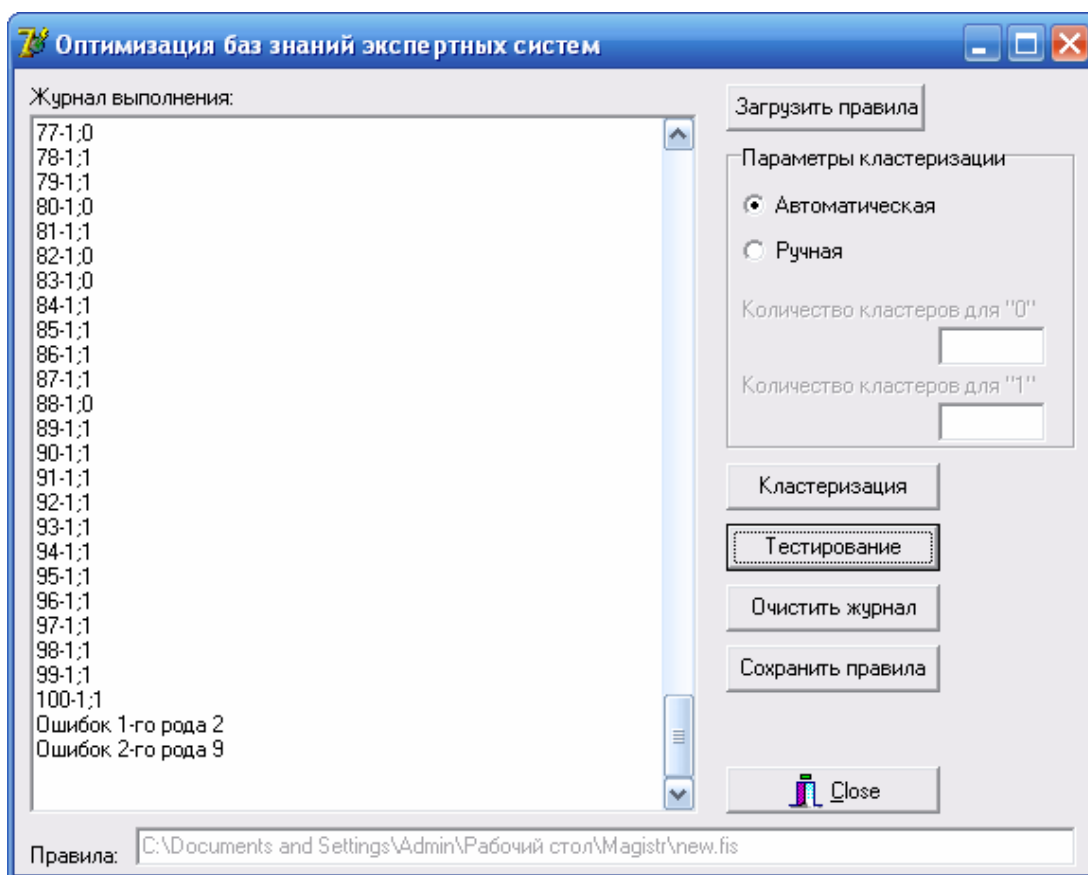 Оптимизация баз знаний экспертных систем
Журнал выполнения:
77-1;0
78-1;1
79-1;1
80-1;0
81-1;1
82-1;0
83-1;0
84-1;1
85-1;1
86-1;1
87-1;1
88-1;0
89-1;1
90-1;1
91-1;1
92-1;1
93-1;1
94-1;1
95-1;1
96-1;1
97-1;1
98-1;1
99-1;1
100-1;1
Ошибок 1-го рода 2
Ошибок 2-го рода 9
Загрузить правила
Параметры кластеризации
Автоматическая
Ручная
Количество кластеров для "0"
Количество кластеров для "1"
Кластеризация
Тестирование
Очистить журнал
Сохранить правила
Close
Правила: C:\Documents and Settings\Admin\Рабочий стол\Magistr\new.fis